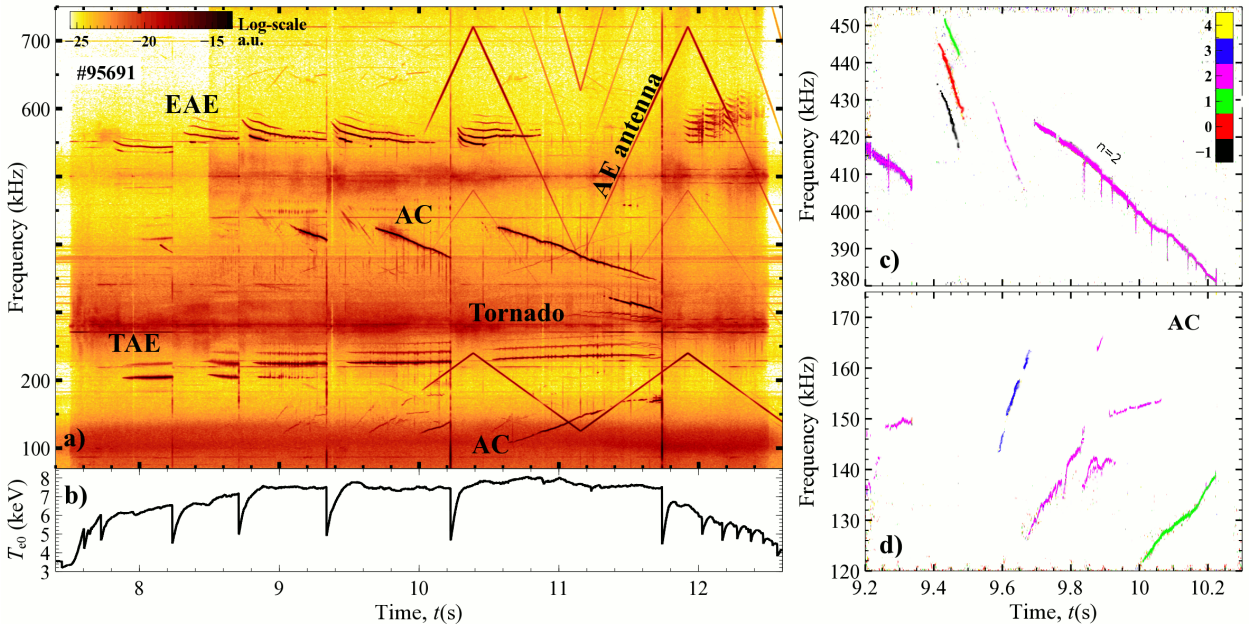 −25 −20 −15 Log-scale
a.u.
#95691
EAE
AC
AE antenna
Tornado
TAE
AC
a)
700
600
200
100
Frequency (kHz)
b)
8
7
6
5
4
3
T_e0 (keV)
8 9 10 11 12
Time, t(s)
450
440
430
420
410
400
390
380
Frequency (kHz)
n=2
4
3
2
1
0
−1
c)
170
160
150
140
130
120
Frequency (kHz)
AC
d)
9.2 9.4 9.6 9.8 10.0 10.2
Time, t(s)